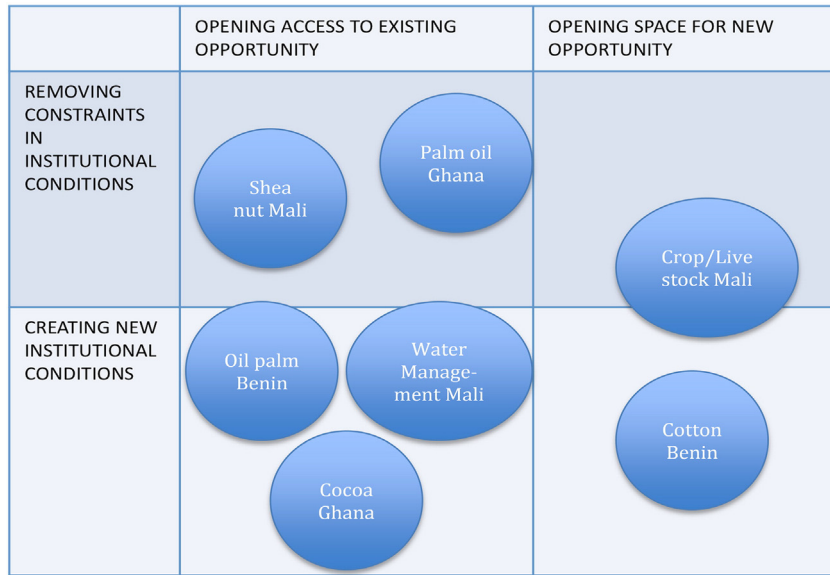 OPENING ACCESS TO EXISTING
OPPORTUNITY
OPENING SPACE FOR NEW
OPPORTUNITY
REMOVING
CONSTRAINTS
IN
INSTITUTIONAL
CONDITIONS
Shea
nut Mali
Palm oil
Ghana
Crop/Live
stock Mali
CREATING NEW
INSTITUTIONAL
CONDITIONS
Oil palm
Benin
Water
Manage-
ment Mali
Cocoa
Ghana
Cotton
Benin